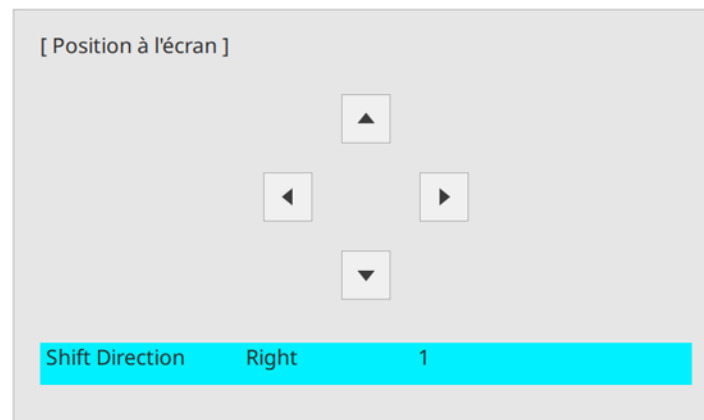 [ Position à l'écran ]
Shift Direction Right 1